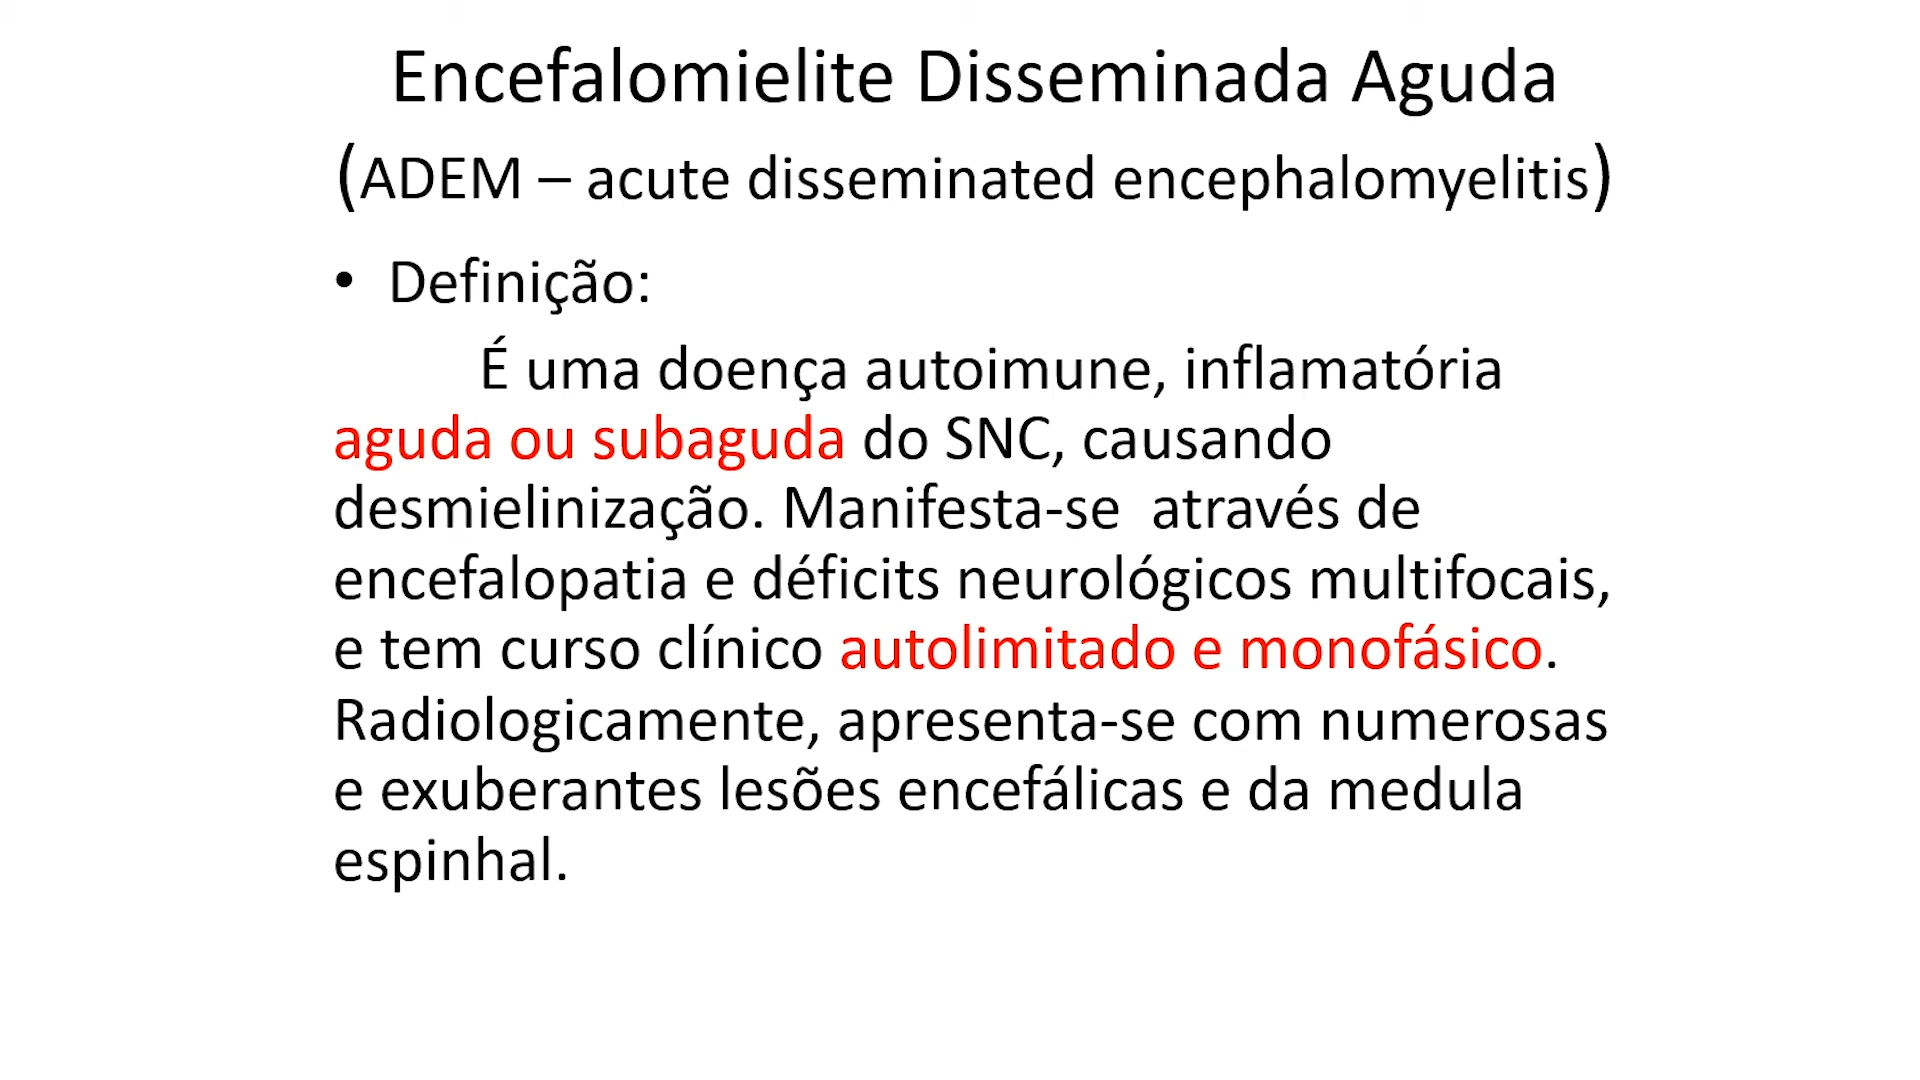 Encefalomielite Disseminada Aguda
(ADEM – acute disseminated encephalomyelitis)
• Definição:
É uma doença autoimune, inflamatória
aguda ou subaguda do SNC, causando
desmielinização. Manifesta-se  através de
encefalopatia e déficits neurológicos multifocais,
e tem curso clínico autolimitado e monofásico.
Radiologicamente, apresenta-se com numerosas
e exuberantes lesões encefálicas e da medula
espinhal.